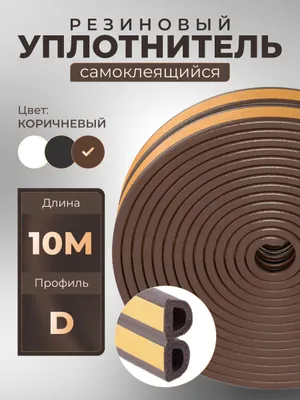 РЕЗИНОВЫЙ
УПЛОТНИТЕЛЬ
самоклеящийся
Цвет:
КОРИЧНЕВЫЙ
Длина
10М
Профиль
D